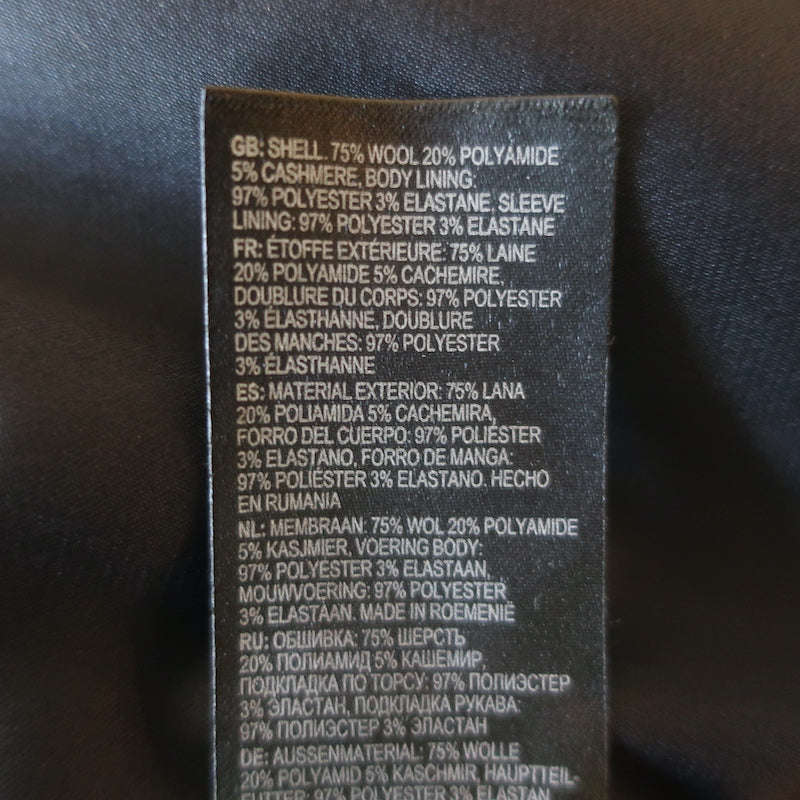 GB: SHELL. 75% WOOL 20% POLYAMIDE
5% CASHMERE, BODY LINING:
97% POLYESTER 3% ELASTANE, SLEEVE
LINING: 97% POLYESTER 3% ELASTANE
FR: ÉTOFFE EXTÉRIEURE: 75% LAINE
20% POLYAMIDE 5% CACHEMIRE,
DOUBLURE DU CORPS: 97% POLYESTER
3% ÉLASTHANNE, DOUBLURE
DES MANCHES: 97% POLYESTER
3% ÉLASTHANNE
ES: MATERIAL EXTERIOR: 75% LANA
20% POLIAMIDA 5% CACHEMIRA,
FORRO DEL CUERPO: 97% POLIÉSTER
3% ELASTANO, FORRO DE MANGA:
97% POLIÉSTER 3% ELASTANO. HECHO
EN RUMANIA
NL: MEMBRAAN: 75% WOL 20% POLYAMIDE
5% KASJMIER, VOERING BODY:
97% POLYESTER 3% ELASTAAN,
MOUWVOERING: 97% POLYESTER
3% ELASTAAN. MADE IN ROEMENIË
RU: ОБШИВКА: 75% ШЕРСТЬ
20% ПОЛИАМИД 5% КАШЕМИР,
ПОДКЛАДКА ПО ТОРСУ: 97% ПОЛИЭСТЕР
3% ЭЛАСТАН, ПОДКЛАДКА РУКАВА:
97% ПОЛИЭСТЕР 3% ЭЛАСТАН
DE: AUSSENMATERIAL: 75% WOLLE
20% POLYAMID 5% KASCHMIR, HAUPTTEIL-
FUTTER: 97% POLYESTER 3% ELASTAN